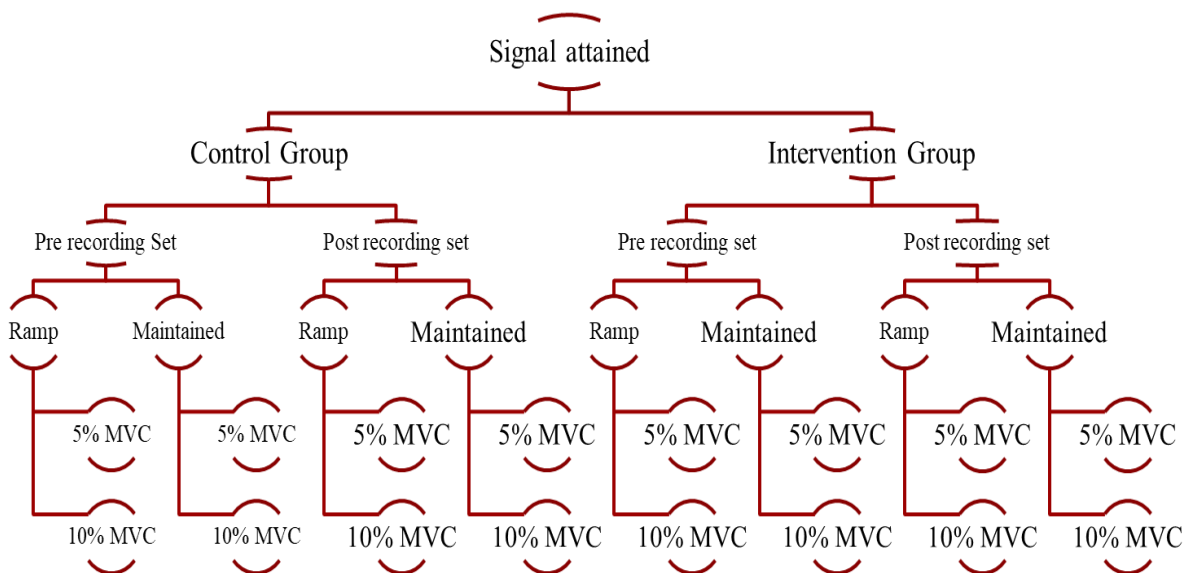 Signal attained
Control Group
Intervention Group
Pre recording Set
Post recording set
Pre recording set
Post recording set
Ramp
Maintained
Ramp
Maintained
Ramp
Maintained
Ramp
Maintained
5% MVC
5% MVC
5% MVC
5% MVC
5% MVC
5% MVC
5% MVC
5% MVC
10% MVC
10% MVC
10% MVC
10% MVC
10% MVC
10% MVC
10% MVC
10% MVC